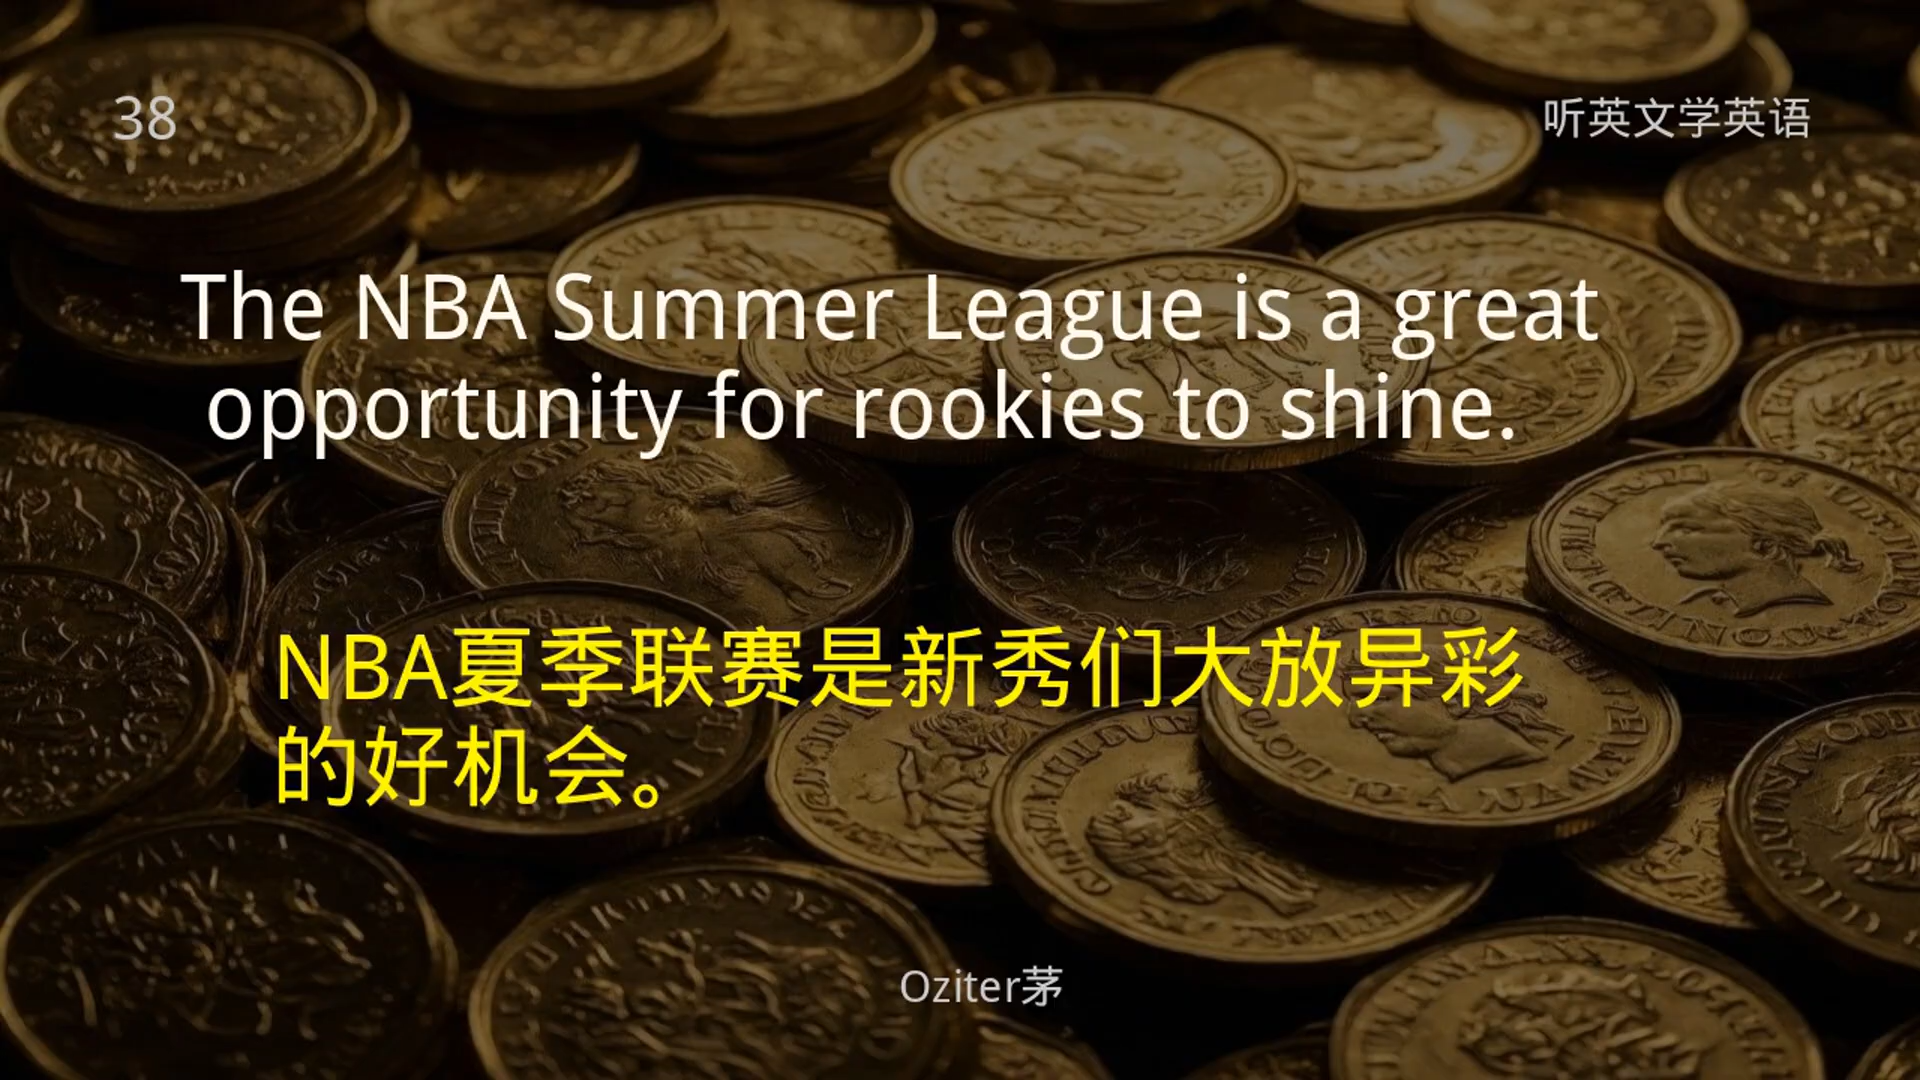 38
听英文学英语
The NBA Summer League is a great
opportunity for rookies to shine.
NBA夏季联赛是新秀们大放异彩
的好机会。
Oziter茅